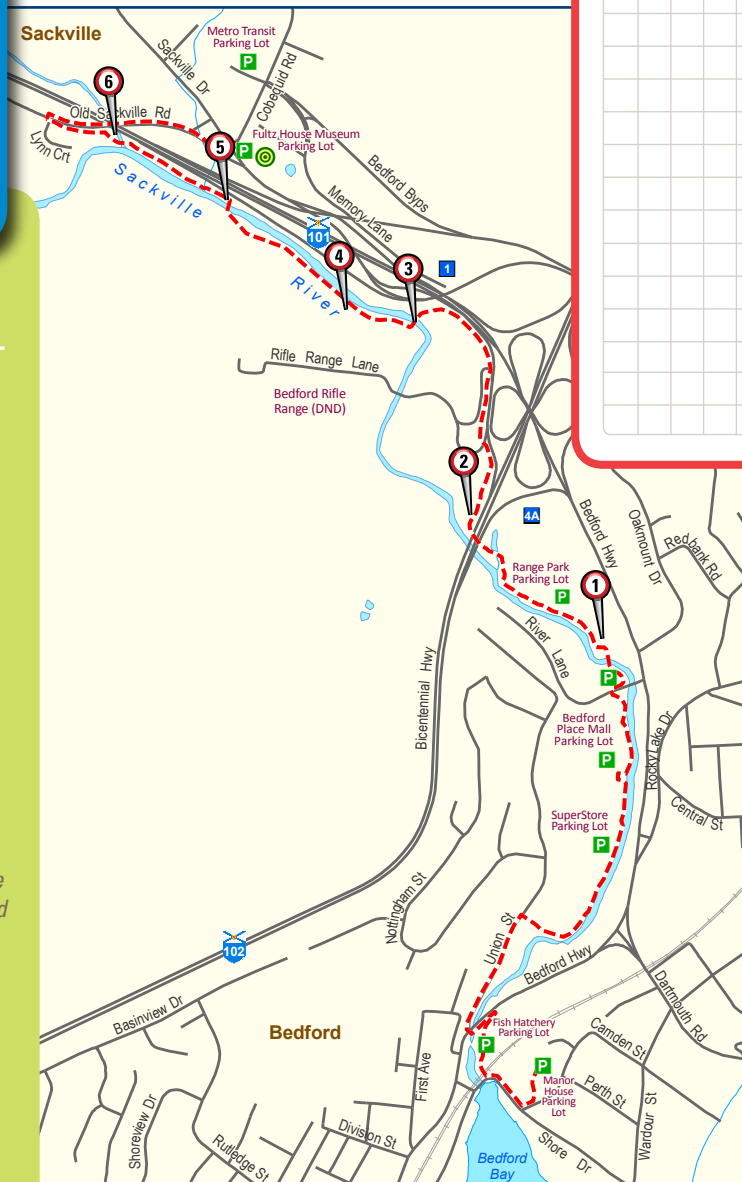 Sackville
Metro Transit
Parking Lot
P
Sackville Dr
Cobequid Rd
6
Old Sackville Rd
Lynn Crt
5
P
Fultz House Museum
Parking Lot
Bedford Byps
Memory Lane
Sackville
River
101
4
3
1
Rifle Range Lane
Bedford Rifle
Range (DND)
2
4A
Bedford Hwy
Oakmount Dr
Redbank Rd
Range Park
Parking Lot
P
1
River Lane
P
Bicentennial Hwy
Bedford
Place Mall
Parking Lot
P
Rocky Lake Dr
Central St
SuperStore
Parking Lot
P
e
d
Nottingham St
Union St
102
Bedford Hwy
Dartmouth Rd
Basinview Dr
Bedford
Fish Hatchery
Parking Lot
P
Camden St
P
Manor
House
Parking
Lot
Perth St
First Ave
Wardour St
Shoreview Dr
Division St
Rutledge St
Shore Dr
Bedford
Bay